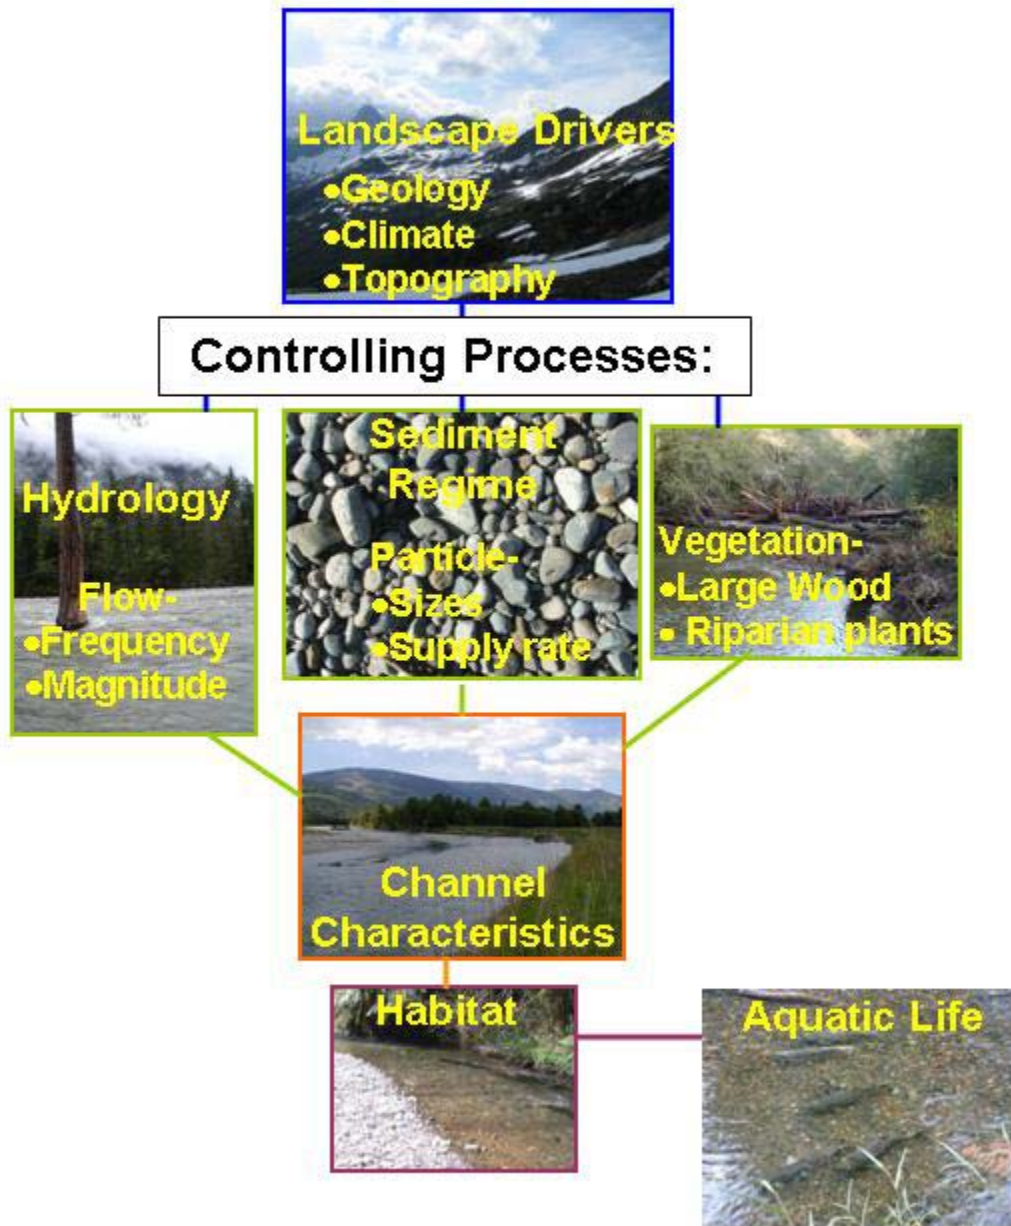 Landscape Drivers
•Geology
•Climate
•Topography
Controlling Processes:
Hydrology
Flow-
•Frequency
•Magnitude
Sediment
Regime
Particle-
•Sizes
•Supply rate
Vegetation-
•Large Wood
• Riparian plants
Channel
Characteristics
Habitat
Aquatic Life